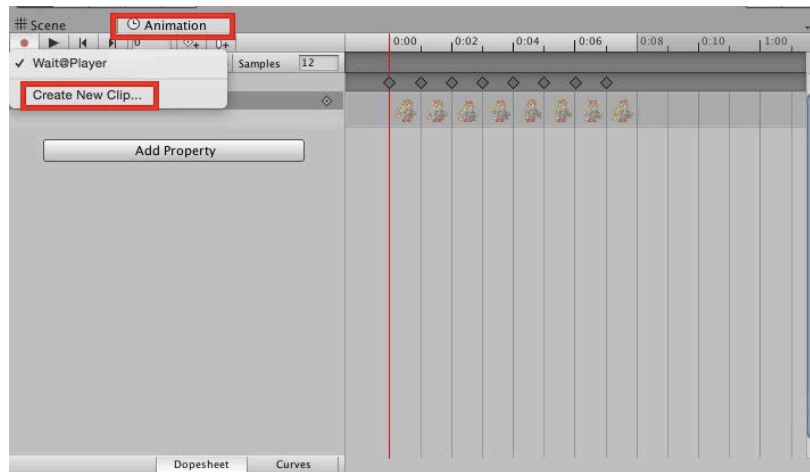 Scene
Animation
0
0:00 0:02 0:04 0:06 0:08 0:10 1:00
Wait@Player
Samples 12
Create New Clip...
Add Property
Dopesheet Curves